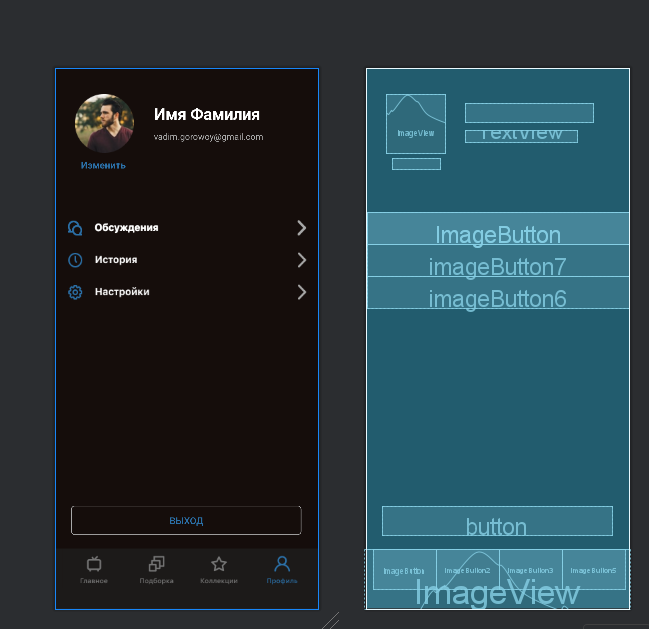 Имя Фамилия
vadim.gorowoy@gmail.com
Изменить
Обсуждения
История
Настройки
ВЫХОД
Главное Подборка Коллекции Профиль
ImageView
TextView
ImageButton
imageButton7
imageButton6
button
ImageButton ImageButton2 ImageButton3 ImageButton5
ImageView